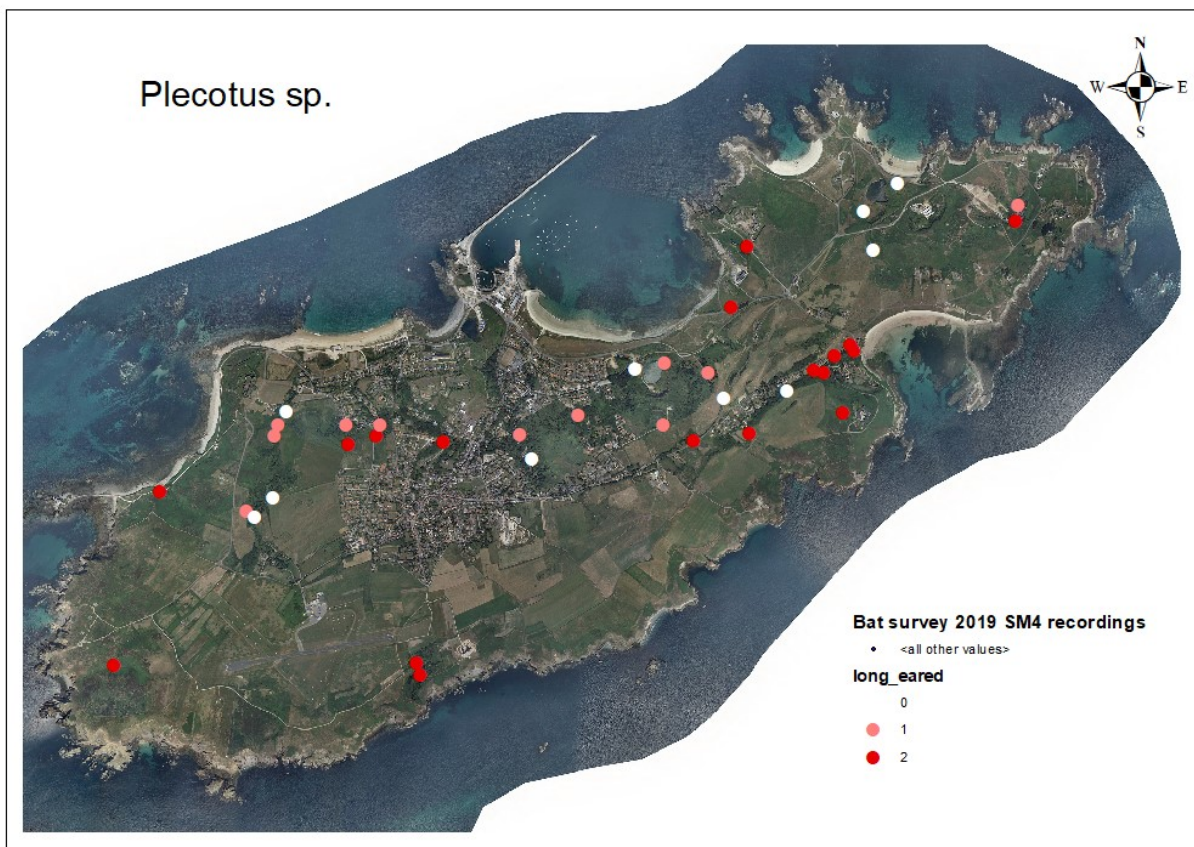 Plecotus sp.
N
W E
S
Bat survey 2019 SM4 recordings
<all other values>
long_eared
0
1
2